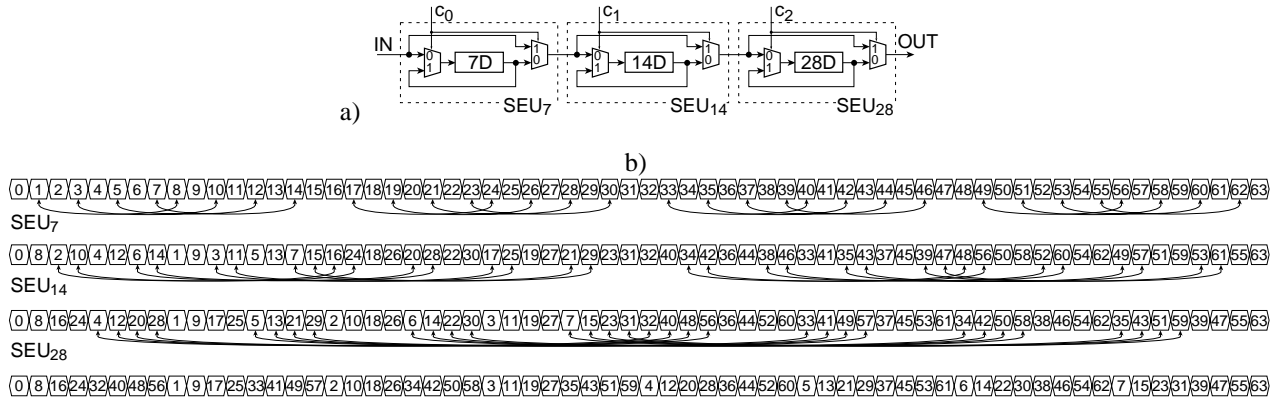 c0 c1 c2
IN OUT
0 1 7D 1 0 0 1 14D 1 0 0 1 28D 1 0
SEU7 SEU14 SEU28
a)
b)
0 1 2 3 4 5 6 7 8 9 10 11 12 13 14 15 16 17 18 19 20 21 22 23 24 25 26 27 28 29 30 31 32 33 34 35 36 37 38 39 40 41 42 43 44 45 46 47 48 49 50 51 52 53 54 55 56 57 58 59 60 61 62 63
SEU7
0 8 2 10 4 12 6 14 1 9 3 11 5 13 7 15 16 24 18 26 20 28 22 30 17 25 19 27 21 29 23 31 32 40 34 42 36 44 38 46 33 41 35 43 37 45 39 47 48 56 50 58 52 60 54 62 49 57 51 59 53 61 55 63
SEU14
0 8 16 24 4 12 20 28 1 9 17 25 5 13 21 29 2 10 18 26 6 14 22 30 3 11 19 27 7 15 23 31 32 40 48 56 36 44 52 60 33 41 49 57 37 45 53 61 34 42 50 58 38 46 54 62 35 43 51 59 39 47 55 63
SEU28
0 8 16 24 32 40 48 56 1 9 17 25 33 41 49 57 2 10 18 26 34 42 50 58 3 11 19 27 35 43 51 59 4 12 20 28 36 44 52 60 5 13 21 29 37 45 53 61 6 14 22 30 38 46 54 62 7 15 23 31 39 47 55 63